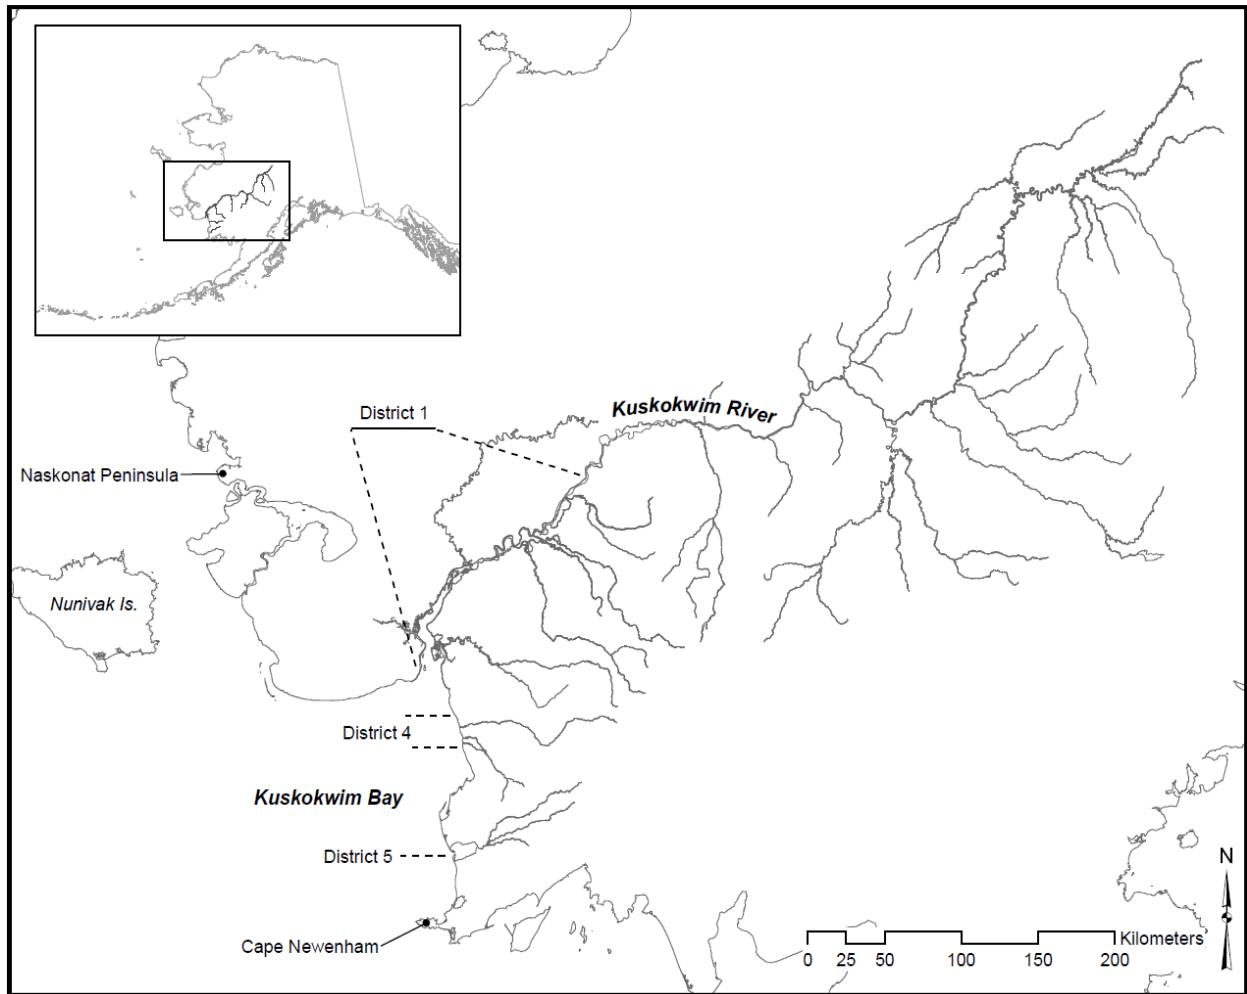 District 1
Kuskokwim River
Naskonat Peninsula
Nunivak Is.
District 4
Kuskokwim Bay
District 5
Cape Newenham
N
Kilometers
0 25 50 100 150 200